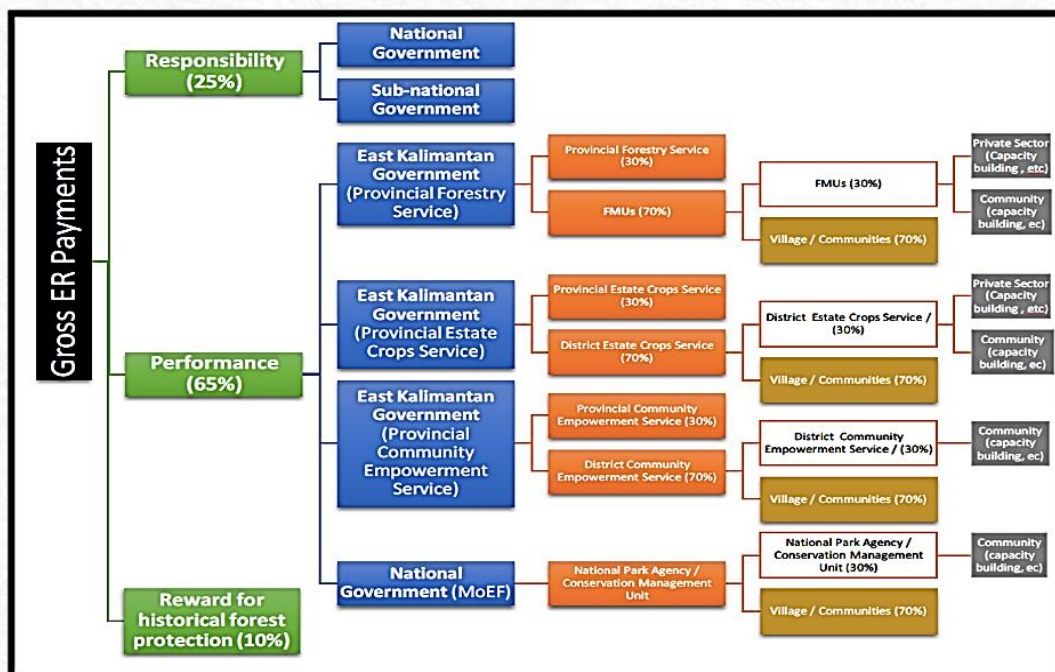 Gross ER Payments
Responsibility
(25%)
National
Government
Sub-national
Government
Performance
(65%)
East Kalimantan
Government
(Provincial Forestry
Service)
Provincial Forestry Service
(30%)
FMUs (70%)
FMUs (30%)
Village / Communities (70%)
Private Sector
(Capacity
building , etc)
Community
(capacity
building, ec)
East Kalimantan
Government
(Provincial Estate
Crops Service)
Provincial Estate Crops Service
(30%)
District Estate Crops Service
(70%)
District Estate Crops Service /
(30%)
Village / Communities (70%)
Private Sector
(Capacity
building , etc)
Community
(capacity
building, ec)
East Kalimantan
Government
(Provincial
Community
Empowerment
Service)
Provincial Community
Empowerment Service (30%)
District Community
Empowerment Service (70%)
District Community
Empowerment Service / (30%)
Village / Communities (70%)
Community
(capacity
building, ec)
National
Government (MoEF)
National Park Agency /
Conservation Management
Unit
National Park Agency /
Conservation Management
Unit (30%)
Village / Communities (70%)
Community
(capacity
building, ec)
Reward for
historical forest
protection (10%)